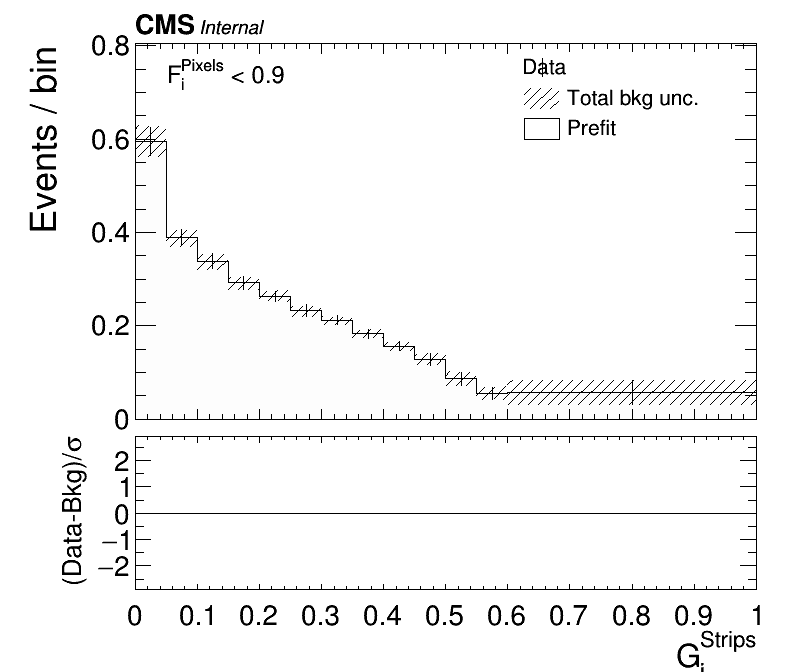 CMS Internal
F_i^Pixels < 0.9
Data
Total bkg unc.
Prefit
Events / bin
0.8
0.6
0.4
0.2
0
(Data-Bkg)/σ
2
1
0
−1
−2
0 0.1 0.2 0.3 0.4 0.5 0.6 0.7 0.8 0.9 1
G_i^Strips